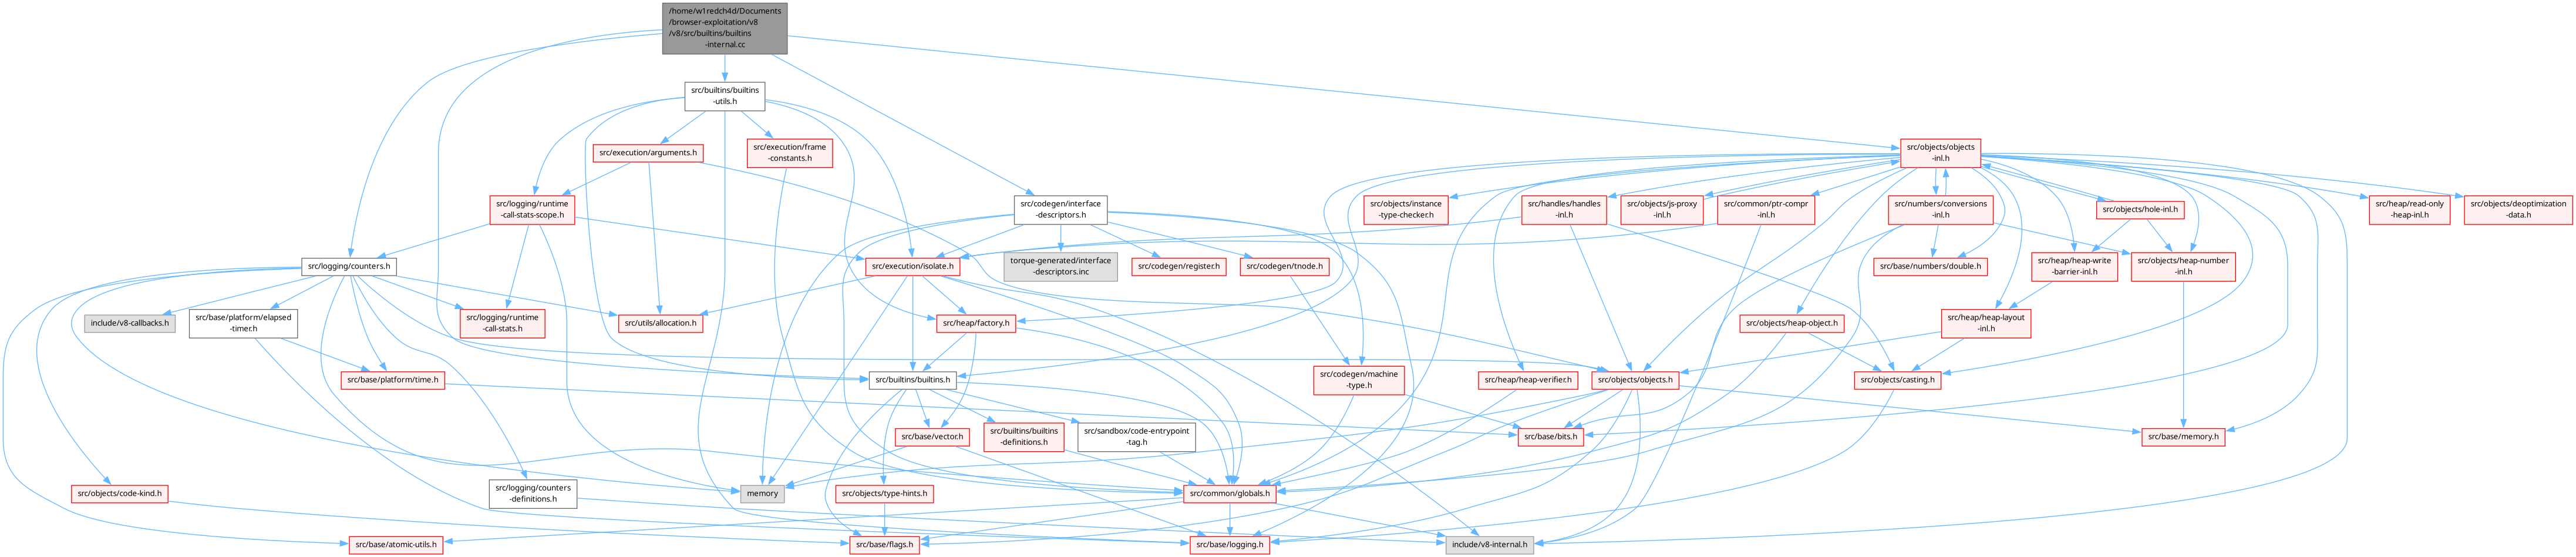 /home/w1redch4d/Documents
/browser-exploitation/v8
/v8/src/builtins/builtins
-internal.cc
src/builtins/builtins
-utils.h
src/execution/frame
-constants.h
src/objects/objects
-inl.h
src/execution/arguments.h
src/logging/runtime
-call-stats-scope.h
src/codegen/interface
-descriptors.h
src/objects/instance
-type-checker.h
src/handles/handles
-inl.h
src/objects/js-proxy
-inl.h
src/common/ptr-compr
-inl.h
src/numbers/conversions
-inl.h
src/objects/hole-inl.h
src/heap/read-only
-heap-inl.h
src/objects/deoptimization
-data.h
src/logging/counters.h
src/execution/isolate.h
torque-generated/interface
-descriptors.inc
src/codegen/register.h
src/codegen/tnode.h
src/base/numbers/double.h
src/heap/heap-write
-barrier-inl.h
src/objects/heap-number
-inl.h
include/v8-callbacks.h
src/base/platform/elapsed
-timer.h
src/logging/runtime
-call-stats.h
src/utils/allocation.h
src/heap/factory.h
src/objects/heap-object.h
src/heap/heap-layout
-inl.h
src/base/platform/time.h
src/builtins/builtins.h
src/codegen/machine
-type.h
src/heap/heap-verifier.h
src/objects/objects.h
src/objects/casting.h
src/base/vector.h
src/builtins/builtins
-definitions.h
src/sandbox/code-entrypoint
-tag.h
src/base/bits.h
src/base/memory.h
src/objects/code-kind.h
src/logging/counters
-definitions.h
memory
src/objects/type-hints.h
src/common/globals.h
src/base/atomic-utils.h
src/base/flags.h
src/base/logging.h
include/v8-internal.h